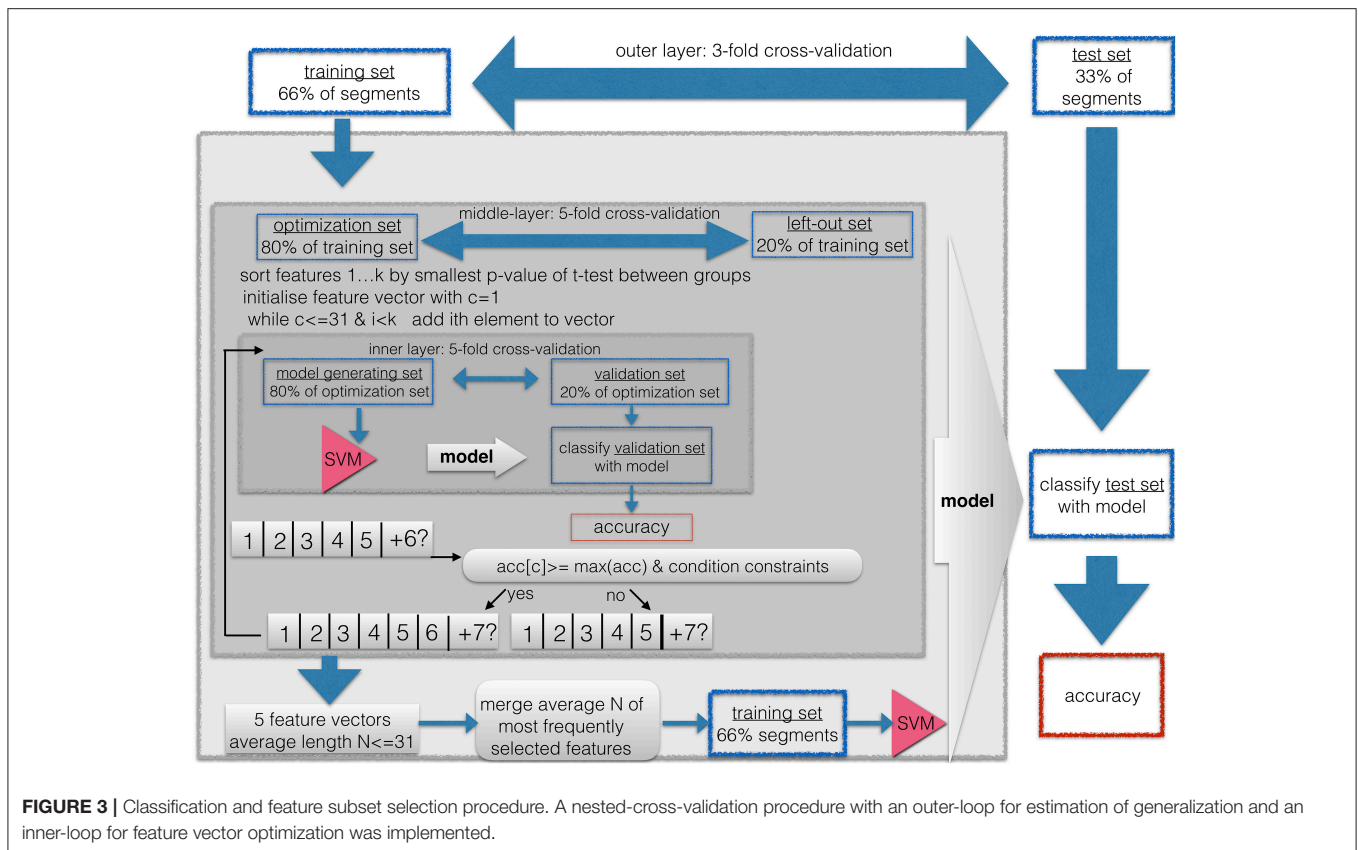 outer layer: 3-fold cross-validation
training set
66% of segments
test set
33% of
segments
middle-layer: 5-fold cross-validation
optimization set
80% of training set
left-out set
20% of training set
sort features 1...k by smallest p-value of t-test between groups
initialise feature vector with c=1
while c<=31 & i<k add ith element to vector
inner layer: 5-fold cross-validation
model generating set
80% of optimization set
validation set
20% of optimization set
SVM
model
classify validation set
with model
accuracy
1 2 3 4 5 +6?
acc[c]>= max(acc) & condition constraints
yes
no
1 2 3 4 5 6 +7?
1 2 3 4 5 +7?
5 feature vectors
average length N<=31
merge average N of
most frequently
selected features
training set
66% segments
SVM
model
classify test set
with model
accuracy
FIGURE 3 | Classification and feature subset selection procedure. A nested-cross-validation procedure with an outer-loop for estimation of generalization and an
inner-loop for feature vector optimization was implemented.